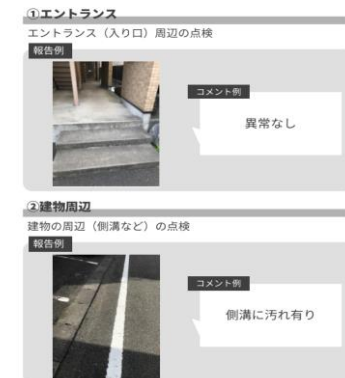 ①エントランス
エントランス（入り口）周辺の点検
報告例
コメント例
異常なし
②建物周辺
建物の周辺（側溝など）の点検
報告例
コメント例
側溝に汚れ有り